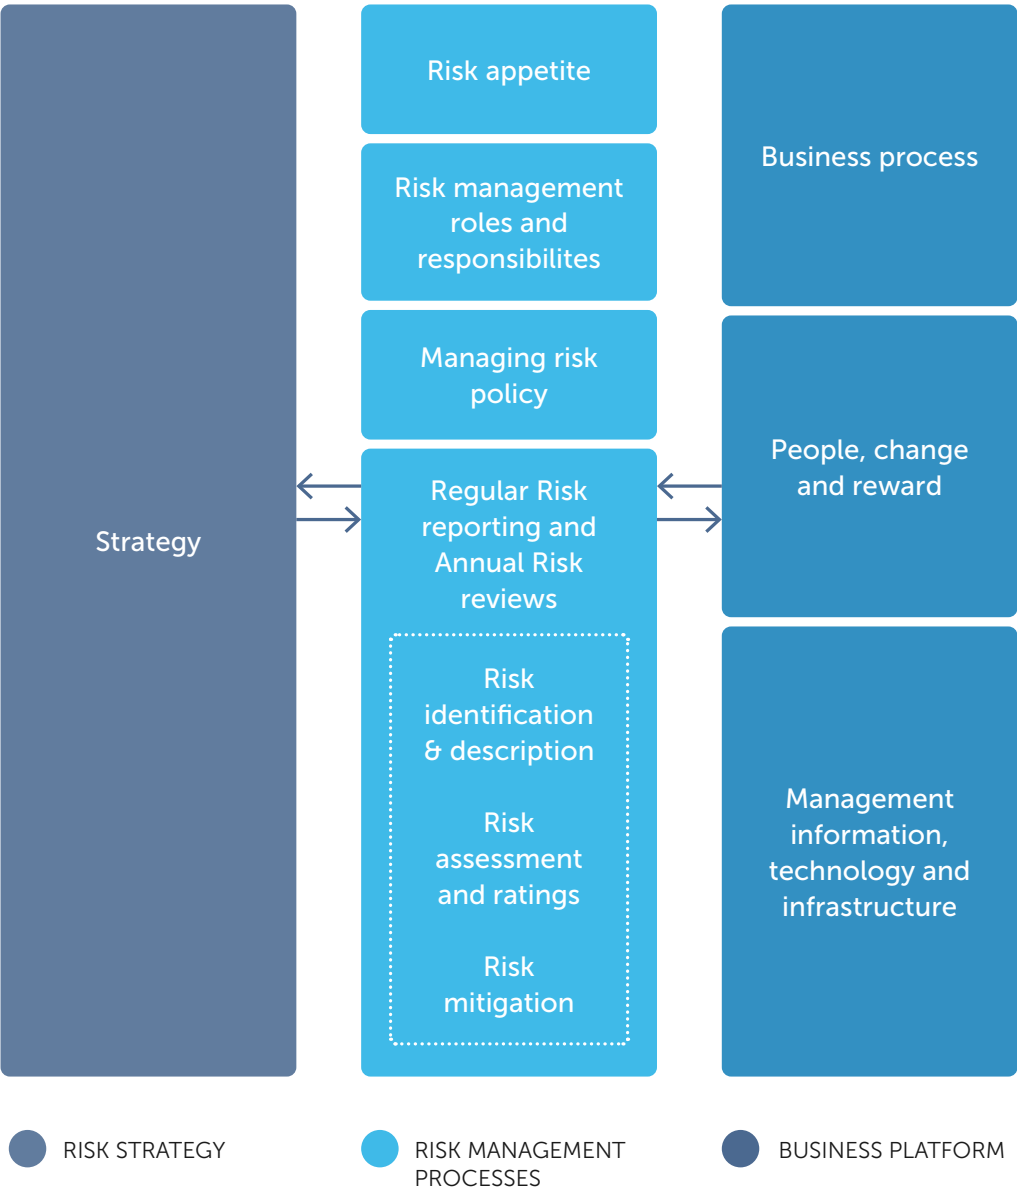 Strategy
Risk appetite
Risk management
roles and
responsibilites
Managing risk
policy
Regular Risk
reporting and
Annual Risk
reviews
Risk
identification
& description
Risk
assessment
and ratings
Risk
mitigation
Business process
People, change
and reward
Management
information,
technology and
infrastructure
RISK STRATEGY
RISK MANAGEMENT
PROCESSES
BUSINESS PLATFORM